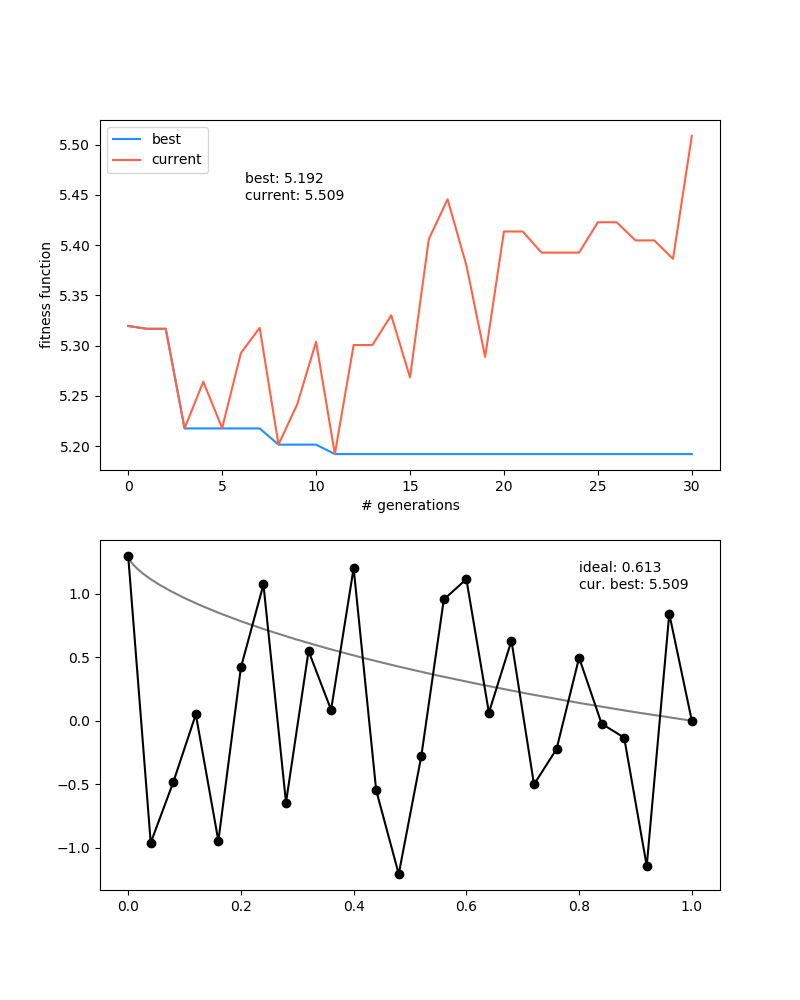 best
current
best: 5.192
current: 5.509
fitness function
5.50
5.45
5.40
5.35
5.30
5.25
5.20
0 5 10 15 20 25 30
# generations
ideal: 0.613
cur. best: 5.509
1.0
0.5
0.0
−0.5
−1.0
0.0 0.2 0.4 0.6 0.8 1.0